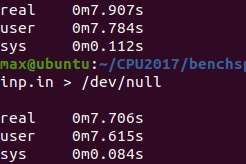 real    0m7.907s
user    0m7.784s
sys     0m0.112s
max@ubuntu:~/CPU2017/benchsp
inp.in > /dev/null
real    0m7.706s
user    0m7.615s
sys     0m0.084s